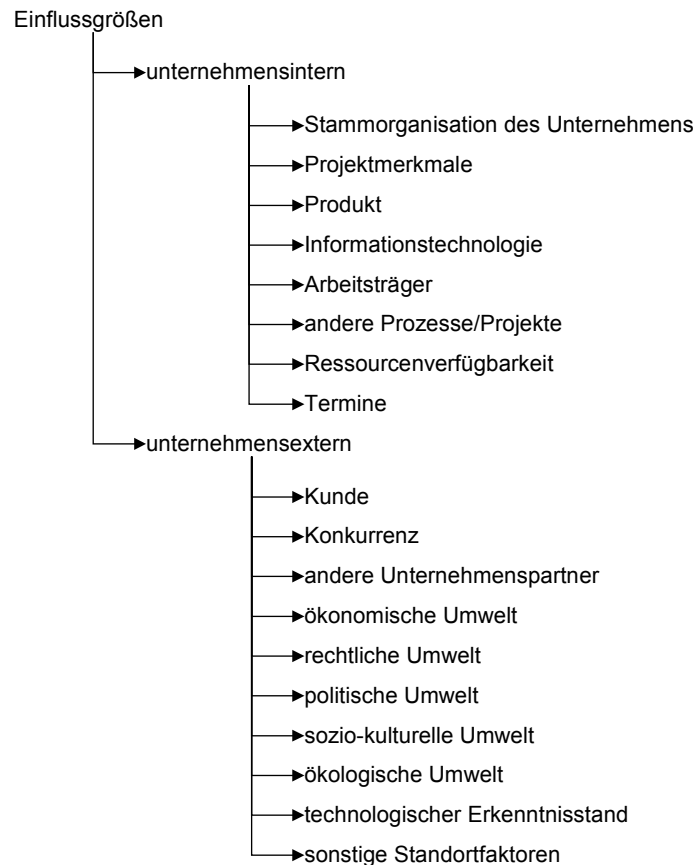 Einflussgrößen
unternehmensintern
Stammorganisation des Unternehmens
Projektmerkmale
Produkt
Informationstechnologie
Arbeitsträger
andere Prozesse/Projekte
Ressourcenverfügbarkeit
Termine
unternehmensextern
Kunde
Konkurrenz
andere Unternehmenspartner
ökonomische Umwelt
rechtliche Umwelt
politische Umwelt
sozio-kulturelle Umwelt
ökologische Umwelt
technologischer Erkenntnisstand
sonstige Standortfaktoren